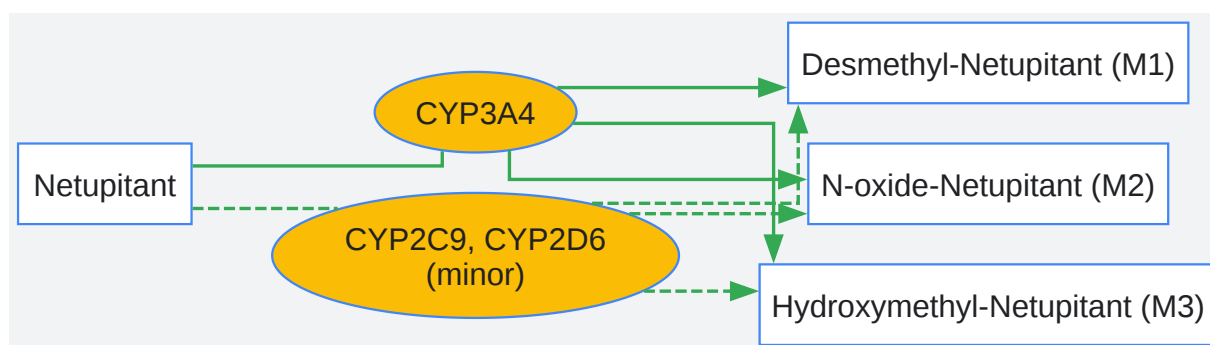 Desmethyl-Netupitant (M1)
CYP3A4
Netupitant
N-oxide-Netupitant (M2)
CYP2C9, CYP2D6
(minor)
Hydroxymethyl-Netupitant (M3)